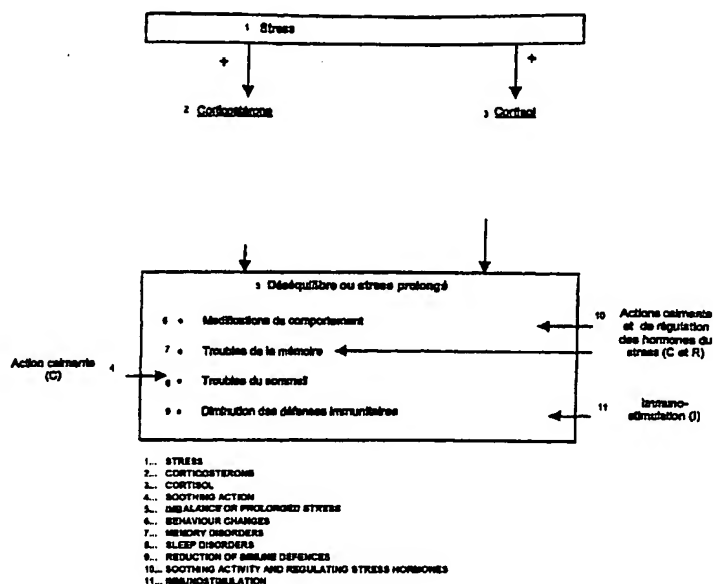 1 Stress
+ +
2 Corticostérone
3 Cortisol
5 Déséquilibre ou stress prolongé
6 • Modifications de comportement
7 • Troubles de la mémoire
8 • Troubles du sommeil
9 • Diminution des défenses immunitaires
Action calmante 4
(C)
10 Actions calmante
et de régulation
des hormones du
stress (C et R)
11 Immuno-
stimulation (I)
1... STRESS
2... CORTICOSTERONE
3... CORTISOL
4... SOOTHING ACTION
5... IMBALANCE OR PROLONGED STRESS
6... BEHAVIOUR CHANGES
7... MEMORY DISORDERS
8... SLEEP DISORDERS
9... REDUCTION OF IMMUNE DEFENCES
10... SOOTHING ACTIVITY AND REGULATING STRESS HORMONES
11... IMMUNOSTIMULATION